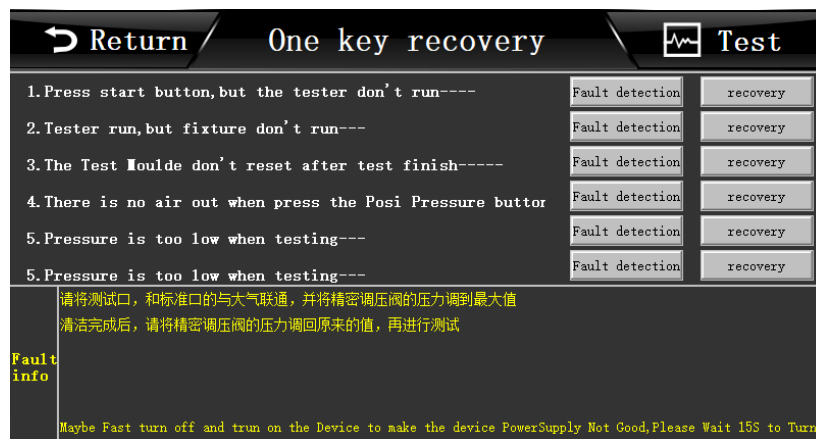 Return
One key recovery
Test
1.Press start button,but the tester don't run----
Fault detection
recovery
2.Tester run,but fixture don't run---
Fault detection
recovery
3.The Test Moulde don't reset after test finish-----
Fault detection
recovery
4.There is no air out when press the Posi Pressure buttor
Fault detection
recovery
5.Pressure is too low when testing---
Fault detection
recovery
5.Pressure is too low when testing---
Fault detection
recovery
请将测试口，和标准口的与大气联通，并将精密调压阀的压力调到最大值
清洁完成后，请将精密调压阀的压力调回原来的值，再进行测试
Fault
info
Maybe Fast turn off and trun on the Device to make the device PowerSupply Not Good,Please Wait 15S to Turn